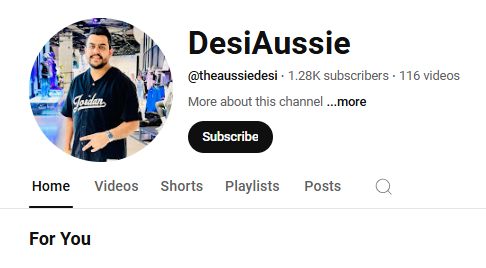 DesiAussie
@theaussiedesi · 1.28K subscribers · 116 videos
More about this channel ...more
Subscribe
Jordan
Home Videos Shorts Playlists Posts
For You